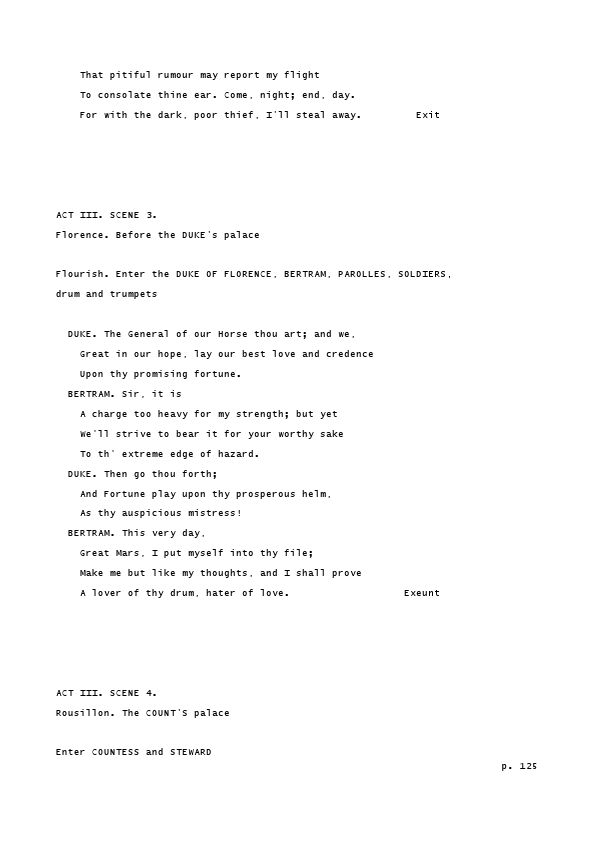 That pitiful rumour may report my flight
To consolate thine ear. Come, night; end, day.
For with the dark, poor thief, I'll steal away. Exit
ACT III. SCENE 3.
Florence. Before the DUKE's palace
Flourish. Enter the DUKE OF FLORENCE, BERTRAM, PAROLLES, SOLDIERS,
drum and trumpets
DUKE. The General of our Horse thou art; and we,
Great in our hope, lay our best love and credence
Upon thy promising fortune.
BERTRAM. Sir, it is
A charge too heavy for my strength; but yet
We'll strive to bear it for your worthy sake
To th' extreme edge of hazard.
DUKE. Then go thou forth;
And Fortune play upon thy prosperous helm,
As thy auspicious mistress!
BERTRAM. This very day,
Great Mars, I put myself into thy file;
Make me but like my thoughts, and I shall prove
A lover of thy drum, hater of love. Exeunt
ACT III. SCENE 4.
Rousillon. The COUNT'S palace
Enter COUNTESS and STEWARD
p. 125